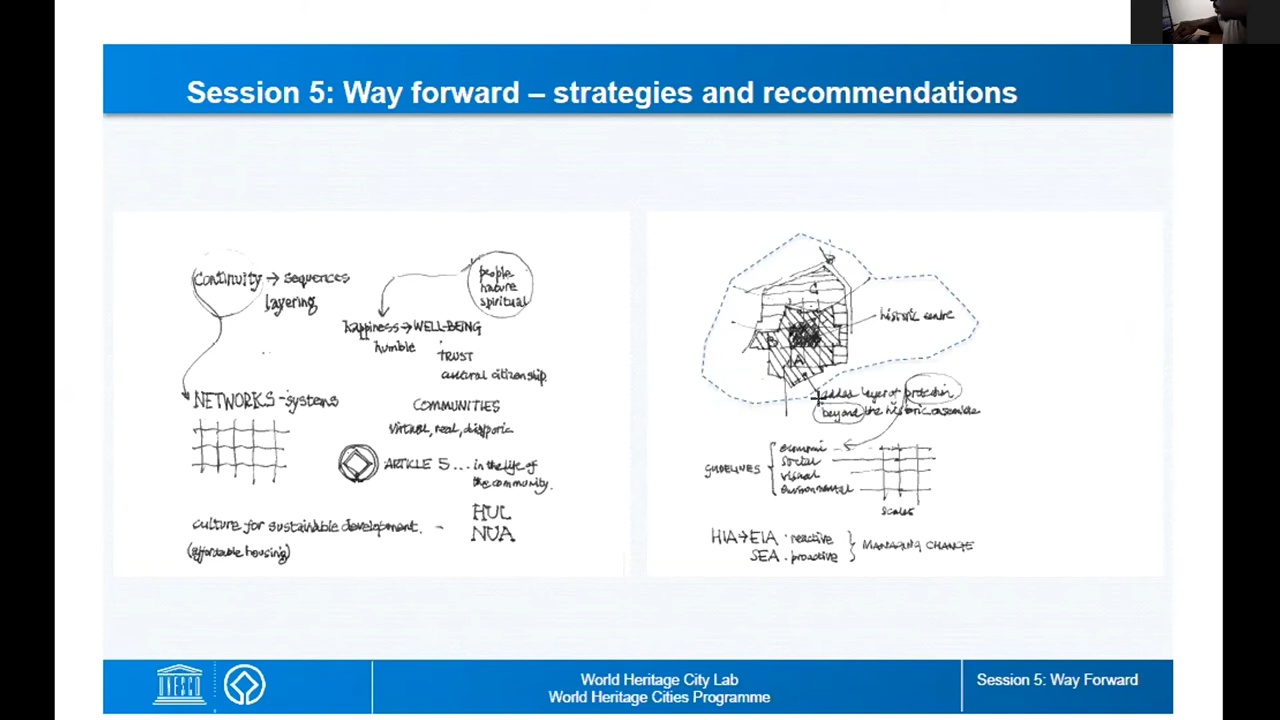 Session 5: Way forward – strategies and recommendations
Continuity → sequences
layering
people
nature
spiritual
happiness → WELL-BEING
humble
TRUST
cultural citizenship.
NETWORKS - systems
COMMUNITIES
virtual, real, diasporic
ARTICLE 5 ... in the life of
the community.
culture for sustainable development. -
(affordable housing)
HUL
NUA
C
B
A
historic centre
added layer of protection
beyond the historic ensemble
GUIDELINES
economic
social
visual
environmental
scales
HIA → EIA . reactive
SEA . proactive
MANAGING CHANGE
UNESCO
World Heritage City Lab
World Heritage Cities Programme
Session 5: Way Forward